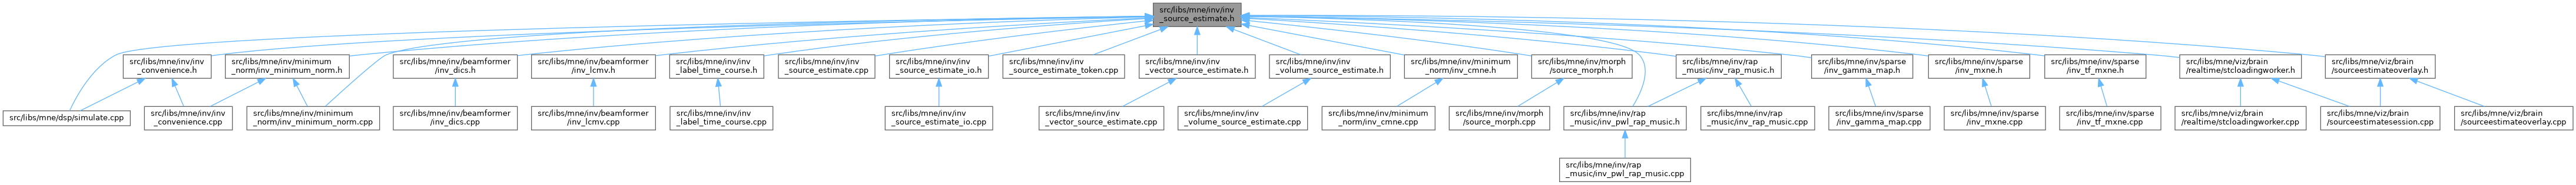 src/libs/mne/inv/inv
_source_estimate.h
src/libs/mne/inv/inv
_convenience.h
src/libs/mne/inv/minimum
_norm/inv_minimum_norm.h
src/libs/mne/inv/beamformer
/inv_dics.h
src/libs/mne/inv/beamformer
/inv_lcmv.h
src/libs/mne/inv/inv
_label_time_course.h
src/libs/mne/inv/inv
_source_estimate.cpp
src/libs/mne/inv/inv
_source_estimate_io.h
src/libs/mne/inv/inv
_source_estimate_token.cpp
src/libs/mne/inv/inv
_vector_source_estimate.h
src/libs/mne/inv/inv
_volume_source_estimate.h
src/libs/mne/inv/minimum
_norm/inv_cmne.h
src/libs/mne/inv/morph
/source_morph.h
src/libs/mne/inv/rap
_music/inv_rap_music.h
src/libs/mne/inv/sparse
/inv_gamma_map.h
src/libs/mne/inv/sparse
/inv_mxne.h
src/libs/mne/inv/sparse
/inv_tf_mxne.h
src/libs/mne/viz/brain
/realtime/stcloadingworker.h
src/libs/mne/viz/brain
/sourceestimateoverlay.h
src/libs/mne/dsp/simulate.cpp
src/libs/mne/inv/inv
_convenience.cpp
src/libs/mne/inv/minimum
_norm/inv_minimum_norm.cpp
src/libs/mne/inv/beamformer
/inv_dics.cpp
src/libs/mne/inv/beamformer
/inv_lcmv.cpp
src/libs/mne/inv/inv
_label_time_course.cpp
src/libs/mne/inv/inv
_source_estimate_io.cpp
src/libs/mne/inv/inv
_vector_source_estimate.cpp
src/libs/mne/inv/inv
_volume_source_estimate.cpp
src/libs/mne/inv/minimum
_norm/inv_cmne.cpp
src/libs/mne/inv/morph
/source_morph.cpp
src/libs/mne/inv/rap
_music/inv_pwl_rap_music.h
src/libs/mne/inv/rap
_music/inv_rap_music.cpp
src/libs/mne/inv/sparse
/inv_gamma_map.cpp
src/libs/mne/inv/sparse
/inv_mxne.cpp
src/libs/mne/inv/sparse
/inv_tf_mxne.cpp
src/libs/mne/viz/brain
/realtime/stcloadingworker.cpp
src/libs/mne/viz/brain
/sourceestimatesession.cpp
src/libs/mne/viz/brain
/sourceestimateoverlay.cpp
src/libs/mne/inv/rap
_music/inv_pwl_rap_music.cpp